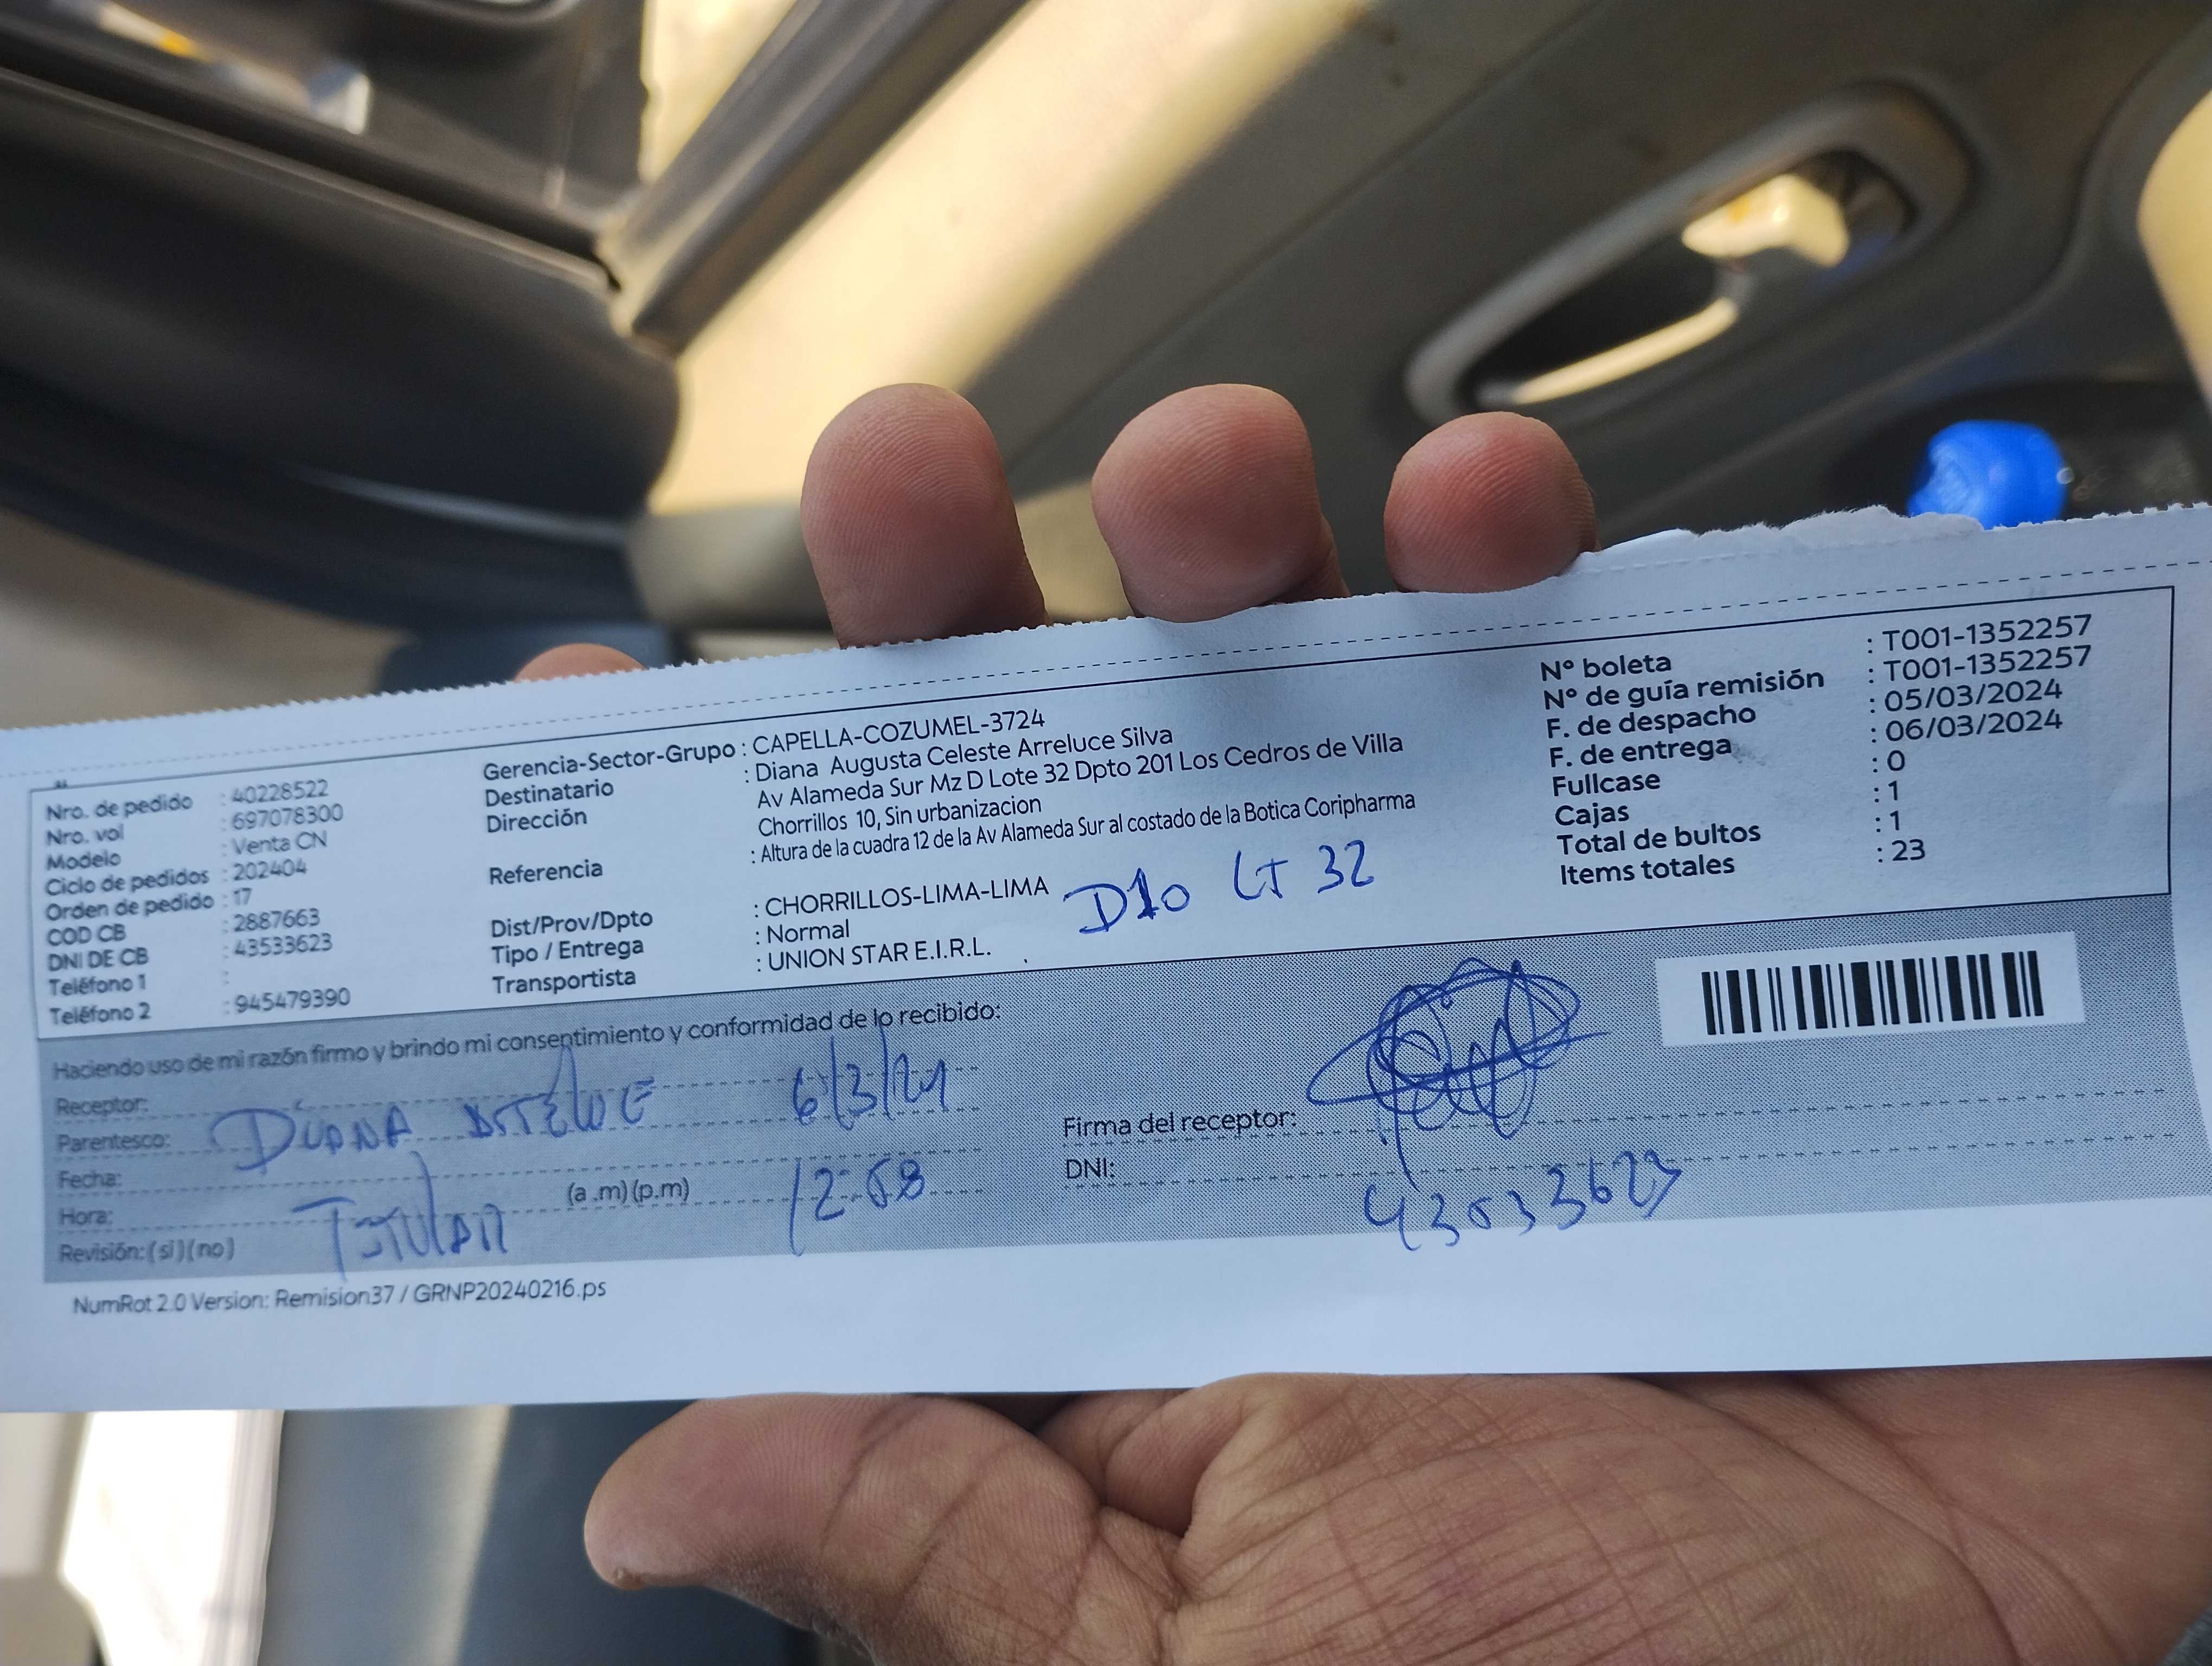 Nro. de pedido : 40228522
Nro. vol : 697078300
Modelo : Venta CN
Ciclo de pedidos : 202404
Orden de pedido : 17
COD CB : 2887663
DNI DE CB : 43533623
Teléfono 1 :
Teléfono 2 : 945479390
Gerencia-Sector-Grupo : CAPELLA-COZUMEL-3724
Destinatario : Diana Augusta Celeste Arreluce Silva
Dirección Av Alameda Sur Mz D Lote 32 Dpto 201 Los Cedros de Villa
Chorrillos 10, Sin urbanizacion
Referencia : Altura de la cuadra 12 de la Av Alameda Sur al costado de la Botica Coripharma
Dist/Prov/Dpto : CHORRILLOS-LIMA-LIMA
Tipo / Entrega : Normal
Transportista : UNION STAR E.I.R.L.
D10 LT 32
N° boleta : T001-1352257
N° de guía remisión : T001-1352257
F. de despacho : 05/03/2024
F. de entrega : 06/03/2024
Fullcase : 0
Cajas : 1
Total de bultos : 1
Items totales : 23
Haciendo uso de mi razón firmo y brindo mi consentimiento y conformidad de lo recibido:
Receptor:
Parentesco: DIANA 6/3/24
Fecha:
Hora: (a .m) (p.m) 12:58
Revisión: (si) (no) TITULAR
Firma del receptor:
DNI: 43533623
NumRot 2.0 Version: Remision37 / GRNP20240216.ps